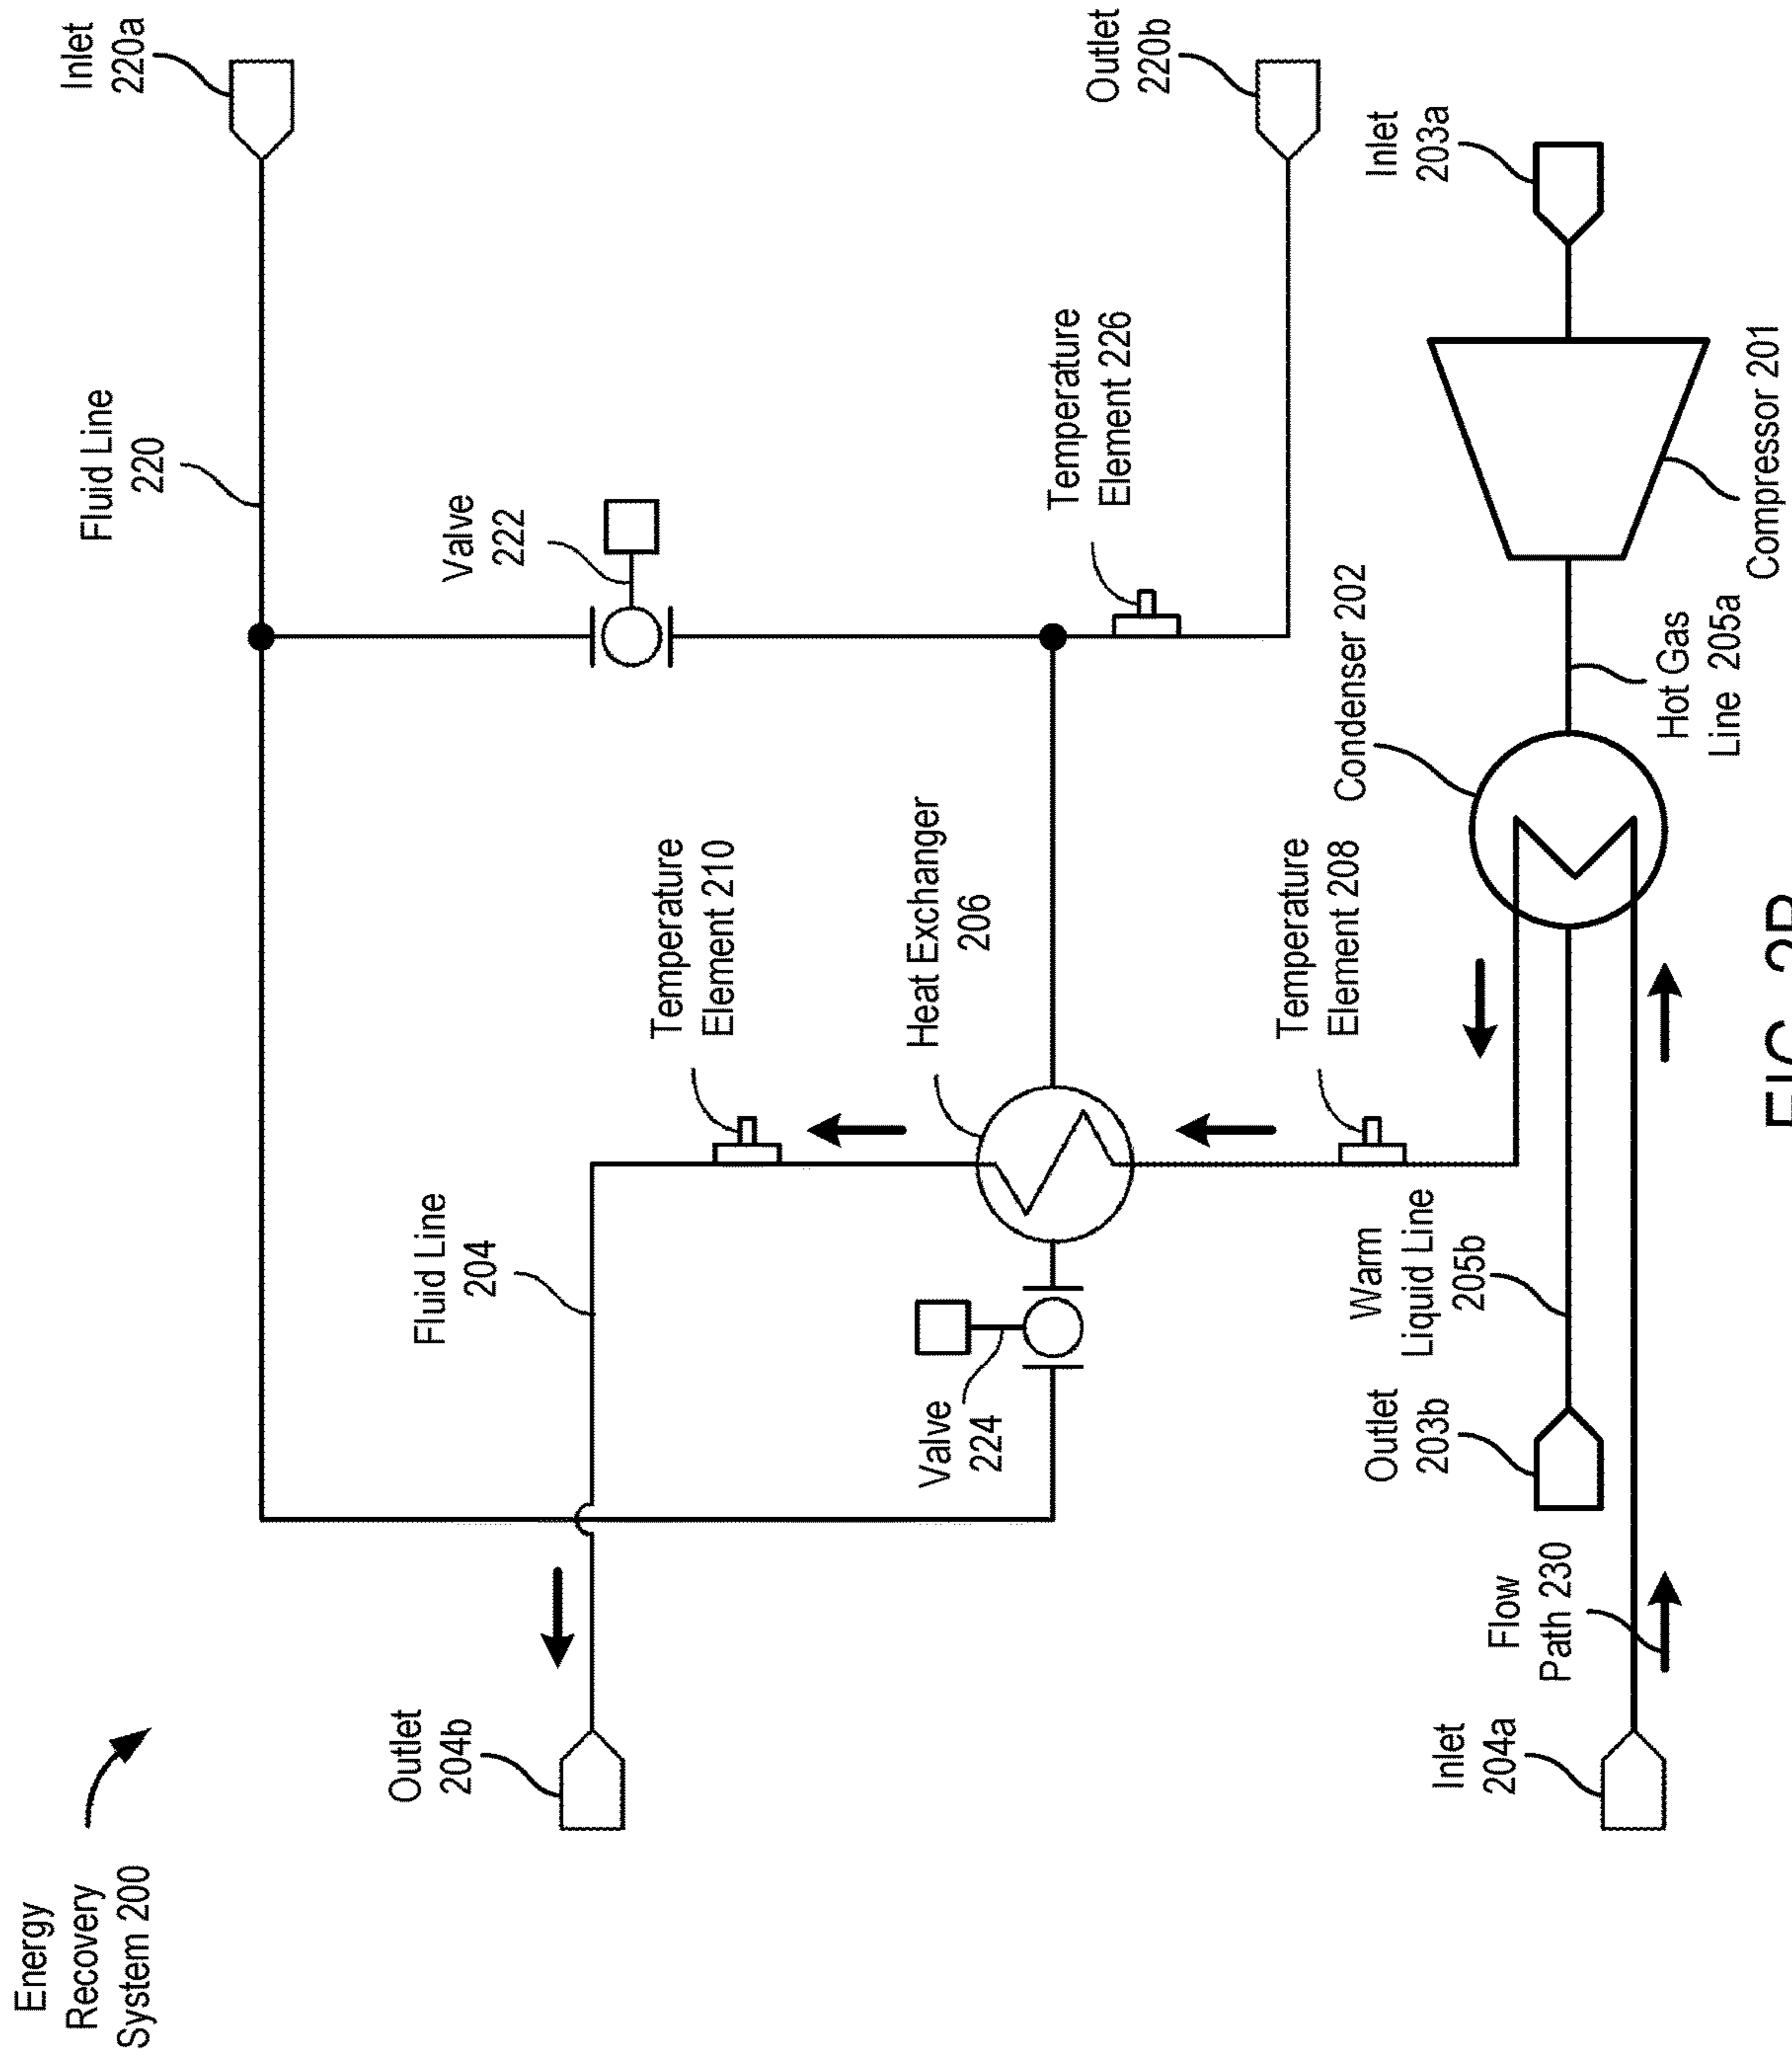 Energy
Recovery
System 200
Inlet
220a
Fluid Line
220
Valve
222
Outlet
220b
Temperature
Element 226
Inlet
203a
Compressor 201
Hot Gas
Line 205a
Condenser 202
Temperature
Element 210
Heat Exchanger
206
Temperature
Element 208
Fluid Line
204
Valve
224
Warm
Liquid Line
205b
Outlet
203b
Flow
Path 230
Outlet
204b
Inlet
204a
FIG. 2B